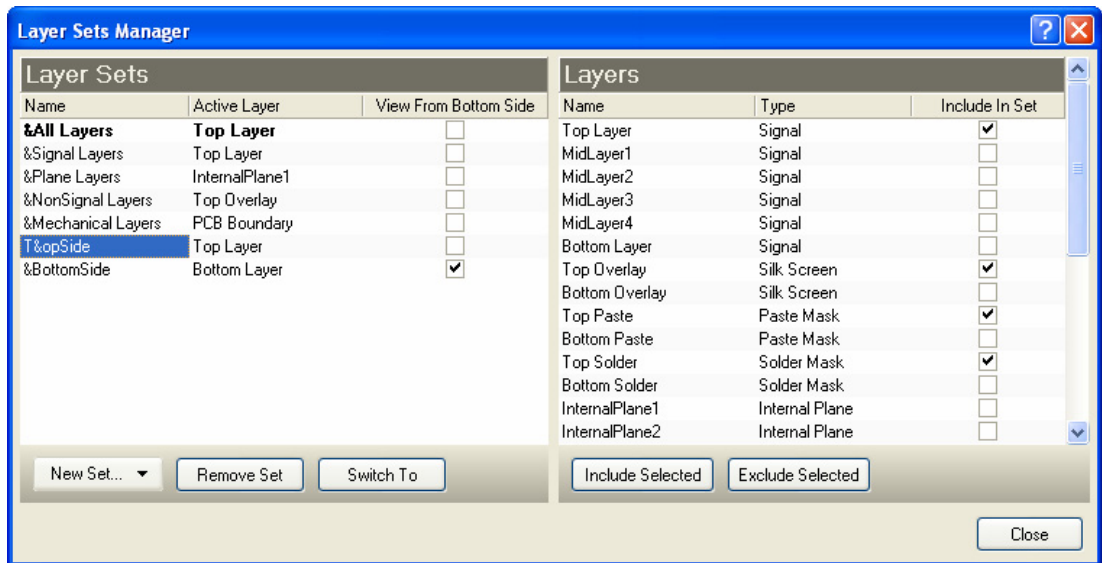 Layer Sets Manager
?
Layer Sets
Name Active Layer View From Bottom Side
&All Layers Top Layer
&Signal Layers Top Layer
&Plane Layers InternalPlane1
&NonSignal Layers Top Overlay
&Mechanical Layers PCB Boundary
T&opSide Top Layer
&BottomSide Bottom Layer
New Set... Remove Set Switch To
Layers
Name Type Include In Set
Top Layer Signal
MidLayer1 Signal
MidLayer2 Signal
MidLayer3 Signal
MidLayer4 Signal
Bottom Layer Signal
Top Overlay Silk Screen
Bottom Overlay Silk Screen
Top Paste Paste Mask
Bottom Paste Paste Mask
Top Solder Solder Mask
Bottom Solder Solder Mask
InternalPlane1 Internal Plane
InternalPlane2 Internal Plane
Include Selected Exclude Selected
Close